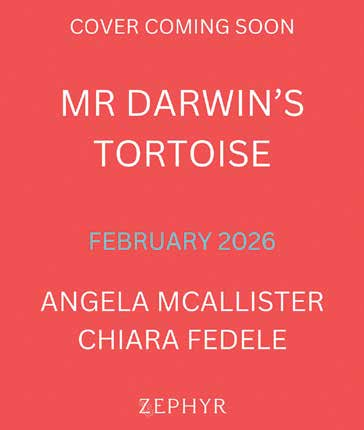 COVER COMING SOON
MR DARWIN’S
TORTOISE
FEBRUARY 2026
ANGELA MCALLISTER
CHIARA FEDELE
ZEPHYR